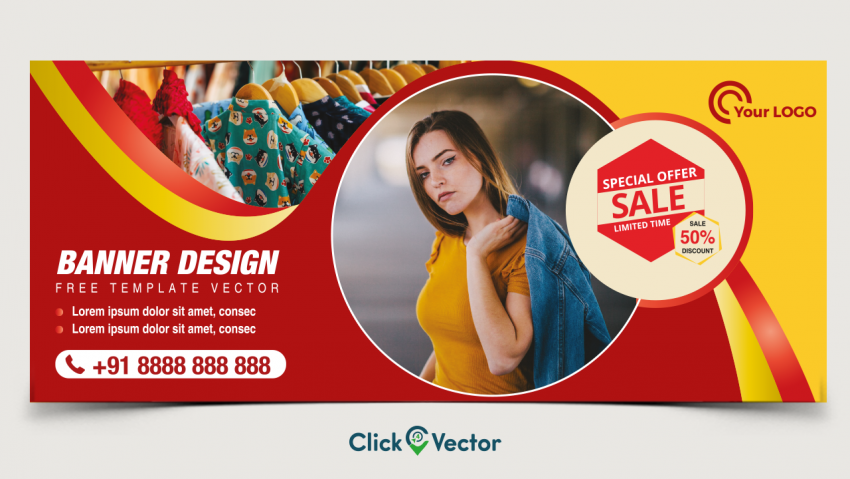 Your LOGO
SPECIAL OFFER
SALE
LIMITED TIME
SALE
50%
DISCOUNT
BANNER DESIGN
FREE TEMPLATE VECTOR
Lorem ipsum dolor sit amet, consec
Lorem ipsum dolor sit amet, consec
+91 8888 888 888
Click Vector